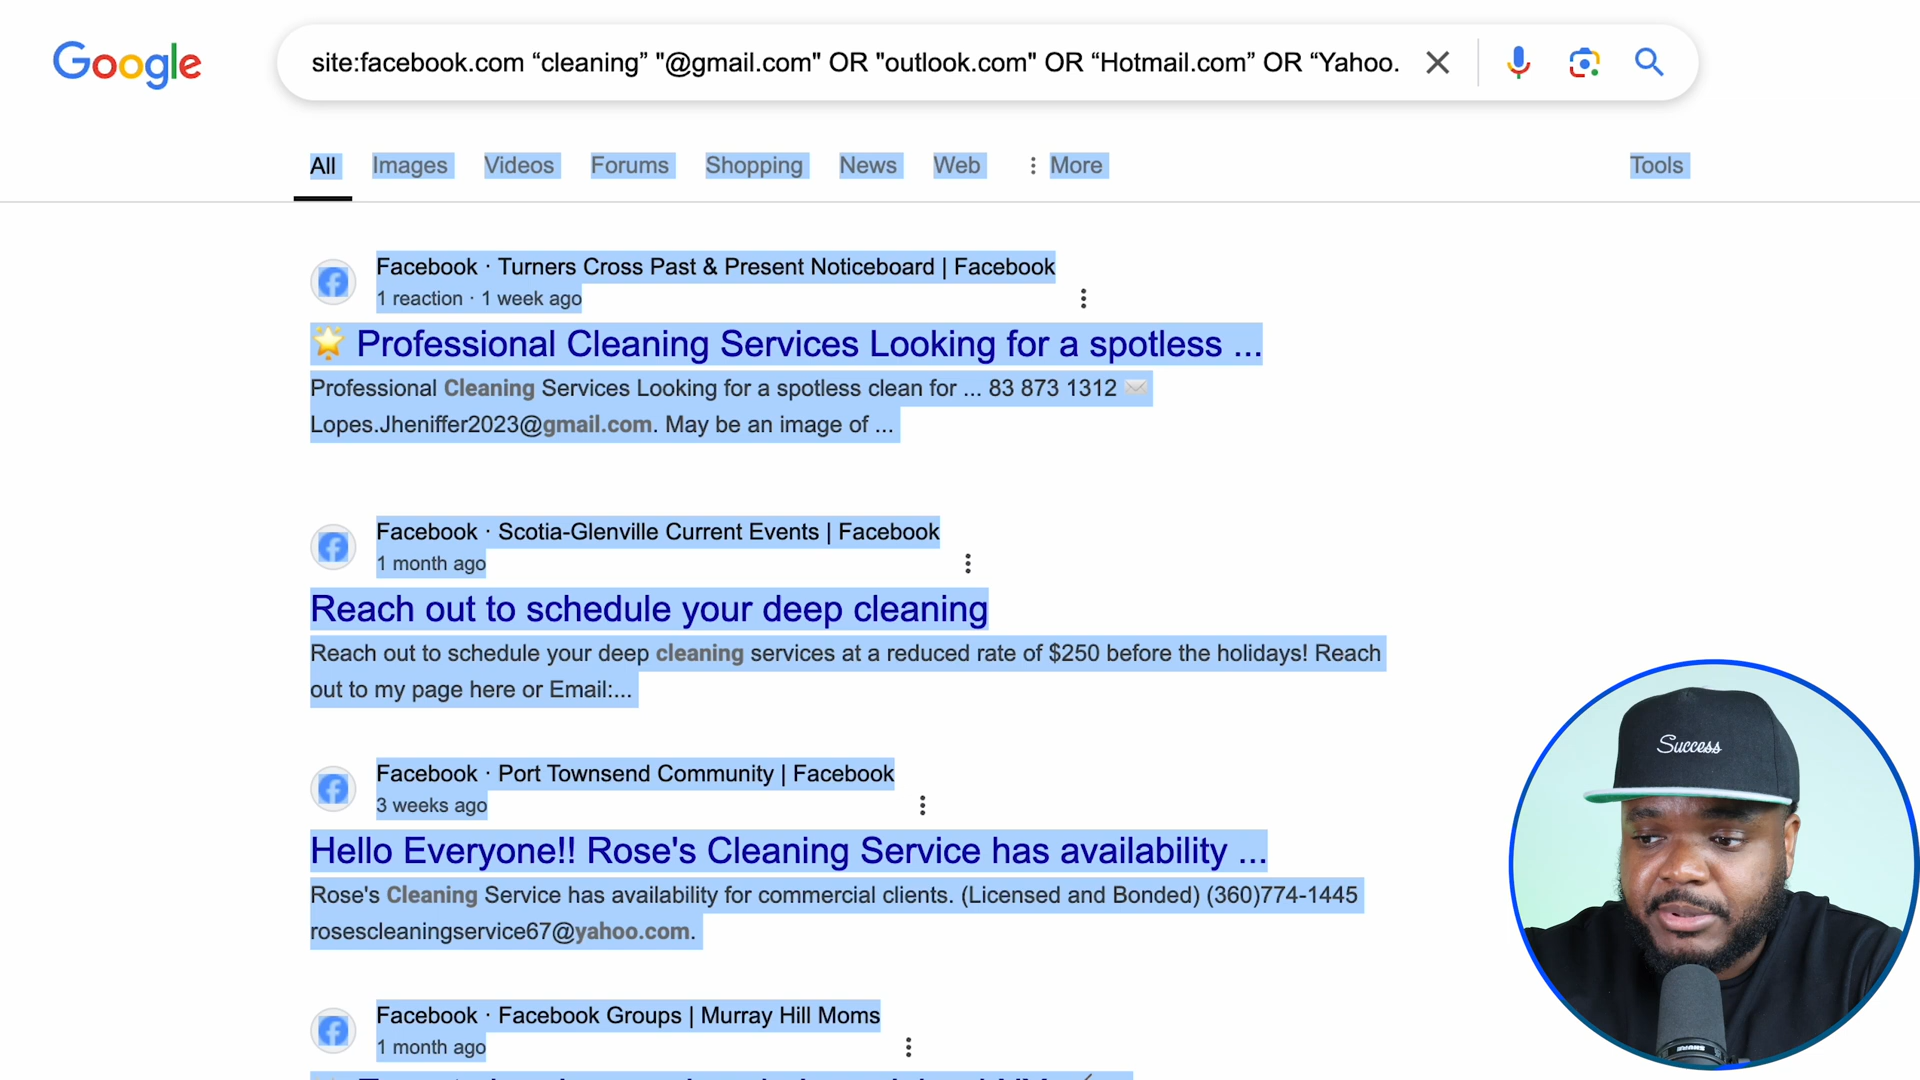 Google
site:facebook.com “cleaning” "@gmail.com" OR "outlook.com" OR “Hotmail.com” OR “Yahoo.
All Images Videos Forums Shopping News Web More Tools
Facebook · Turners Cross Past & Present Noticeboard | Facebook
1 reaction · 1 week ago
🌟 Professional Cleaning Services Looking for a spotless ...
Professional Cleaning Services Looking for a spotless clean for ... 83 873 1312 ✉️
Lopes.Jheniffer2023@gmail.com. May be an image of ...
Facebook · Scotia-Glenville Current Events | Facebook
1 month ago
Reach out to schedule your deep cleaning
Reach out to schedule your deep cleaning services at a reduced rate of $250 before the holidays! Reach
out to my page here or Email:...
Facebook · Port Townsend Community | Facebook
3 weeks ago
Hello Everyone!! Rose's Cleaning Service has availability ...
Rose's Cleaning Service has availability for commercial clients. (Licensed and Bonded) (360)774-1445
rosescleaningservice67@yahoo.com.
Facebook · Facebook Groups | Murray Hill Moms
1 month ago
Success